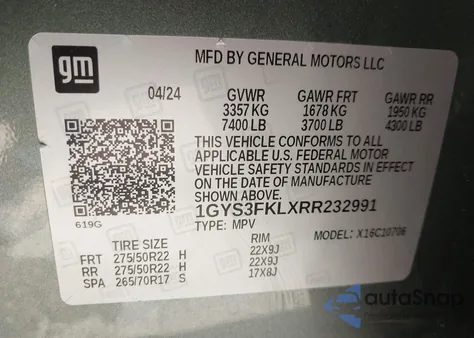 gm
MFD BY GENERAL MOTORS LLC
04/24 GVWR GAWR FRT GAWR RR
3357 KG 1678 KG 1950 KG
7400 LB 3700 LB 4300 LB
THIS VEHICLE CONFORMS TO ALL
APPLICABLE U.S. FEDERAL MOTOR
VEHICLE SAFETY STANDARDS IN EFFECT
ON THE DATE OF MANUFACTURE
SHOWN ABOVE.
1GYS3FKLXRR232991
619G
TYPE: MPV MODEL: X16C10706
TIRE SIZE RIM
FRT 275/50R22 H 22X9J
RR 275/50R22 H 22X9J
SPA 265/70R17 S 17X8J
autoSnap